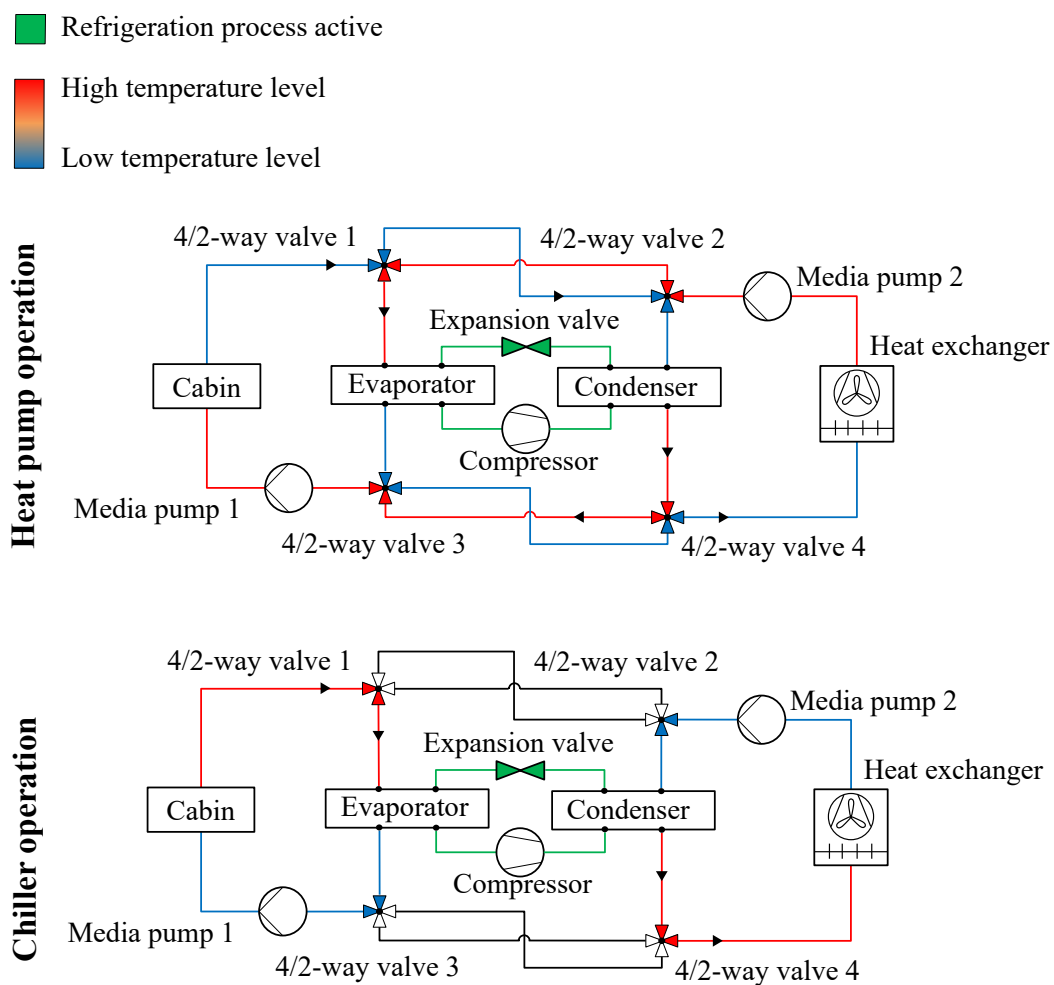 Refrigeration process active
High temperature level
Low temperature level
Heat pump operation
4/2-way valve 1
4/2-way valve 2
Media pump 2
Expansion valve
Heat exchanger
Cabin
Evaporator
Condenser
Compressor
Media pump 1
4/2-way valve 3
4/2-way valve 4
Chiller operation
4/2-way valve 1
4/2-way valve 2
Media pump 2
Expansion valve
Heat exchanger
Cabin
Evaporator
Condenser
Compressor
Media pump 1
4/2-way valve 3
4/2-way valve 4